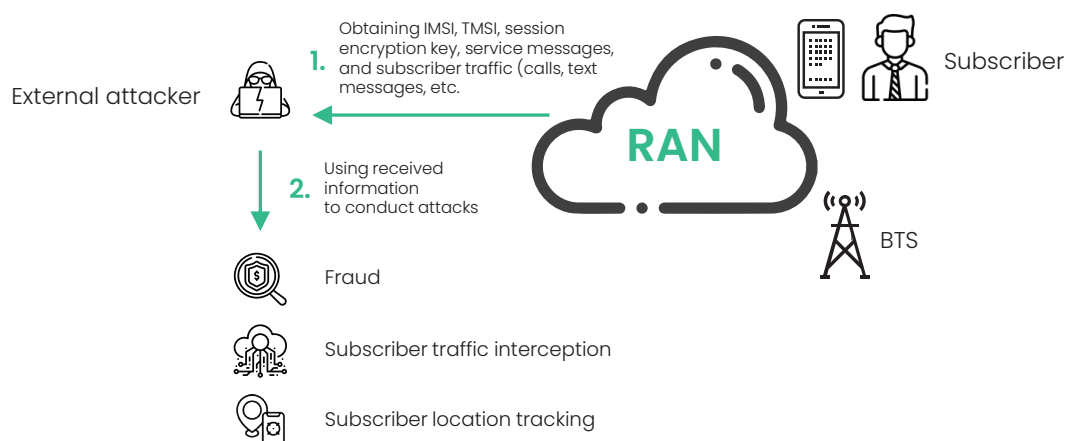 Obtaining IMSI, TMSI, session
encryption key, service messages,
1.
and subscriber traffic (calls, text
messages, etc.
External attacker
RAN
Subscriber
2.
Using received
information
to conduct attacks
BTS
Fraud
Subscriber traffic interception
Subscriber location tracking